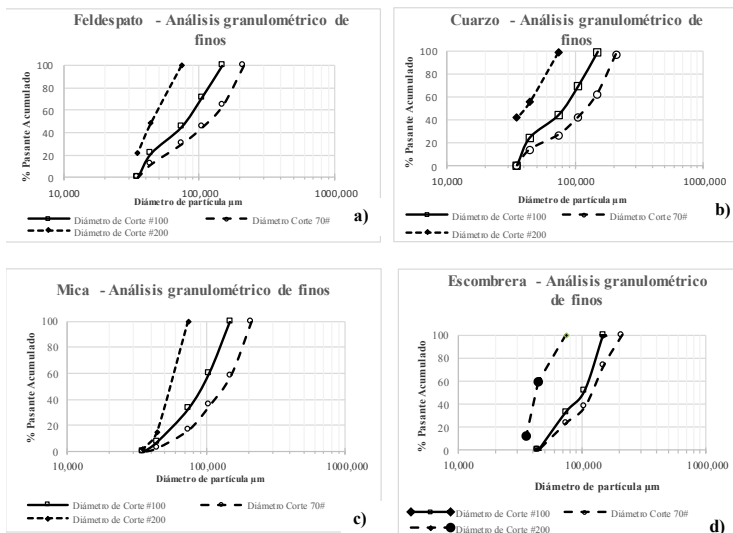 Feldespato - Análisis granulométrico de
finos
% Pasante Acumulado
100
80
60
40
20
0
10,000
100,000
1000,000
Diámetro de partícula µm
Diámetro de Corte #100
Diámetro Corte 70#
Diámetro de Corte #200
a)
Cuarzo - Análisis granulométrico de
finos
% Pasante Acumulado
100
80
60
40
20
0
10,000
100,000
1000,000
Diámetro de partícula µm
Diámetro de Corte #100
Diámetro Corte 70#
Diámetro de Corte #200
b)
Mica - Análisis granulométrico de finos
% Pasante Acumulado
100
80
60
40
20
0
10,000
100,000
1000,000
Diámetro de partícula µm
Diámetro de Corte #100
Diámetro Corte 70#
Diámetro de Corte #200
c)
Escombrera - Análisis granulométrico
de finos
% Pasante Acumulado
100
80
60
40
20
0
10,000
100,000
1000,000
Diámetro de partícula µm
Diámetro de Corte #100
Diámetro Corte 70#
Diámetro de Corte #200
d)